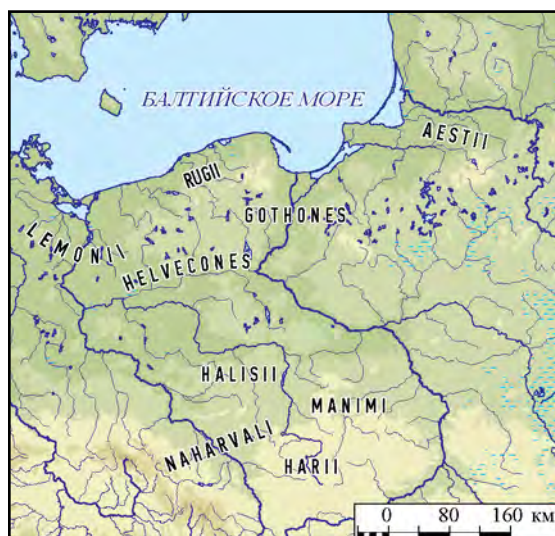 БАЛТИЙСКОЕ МОРЕ
AESTII
RUGII
GOTHONES
LEMONII
HELVECONES
HALISII
MANIMI
NAHARVALI
HARII
0 80 160 км